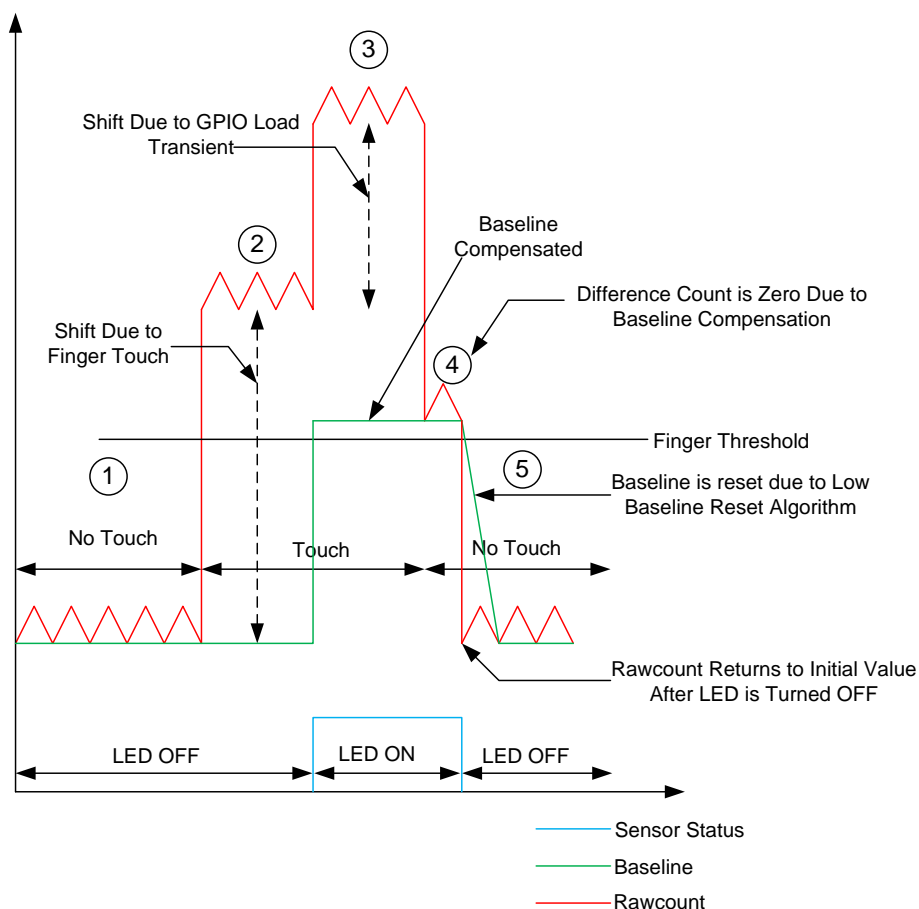 3
Shift Due to GPIO Load
Transient
Baseline
Compensated
2
Difference Count is Zero Due to
Baseline Compensation
Shift Due to
Finger Touch
4
Finger Threshold
1
5
Baseline is reset due to Low
Baseline Reset Algorithm
No Touch
Touch
No Touch
Rawcount Returns to Initial Value
After LED is Turned OFF
LED OFF
LED ON
LED OFF
Sensor Status
Baseline
Rawcount